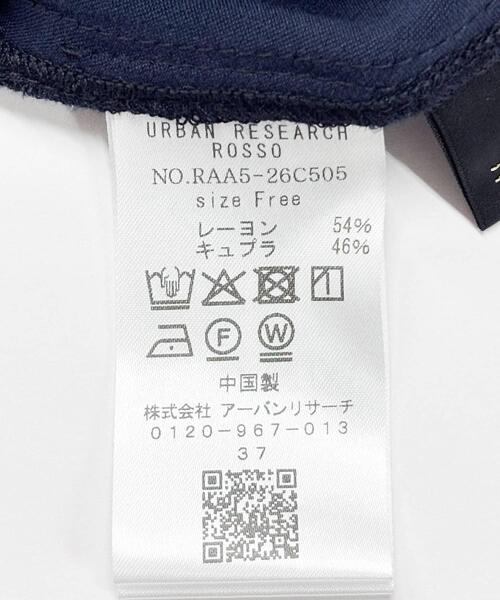 URBAN RESEARCH
ROSSO
NO.RAA5-26C505
size Free
レーヨン 54%
キュプラ 46%
F W
中国製
株式会社 アーバンリサーチ
0120-967-013
37